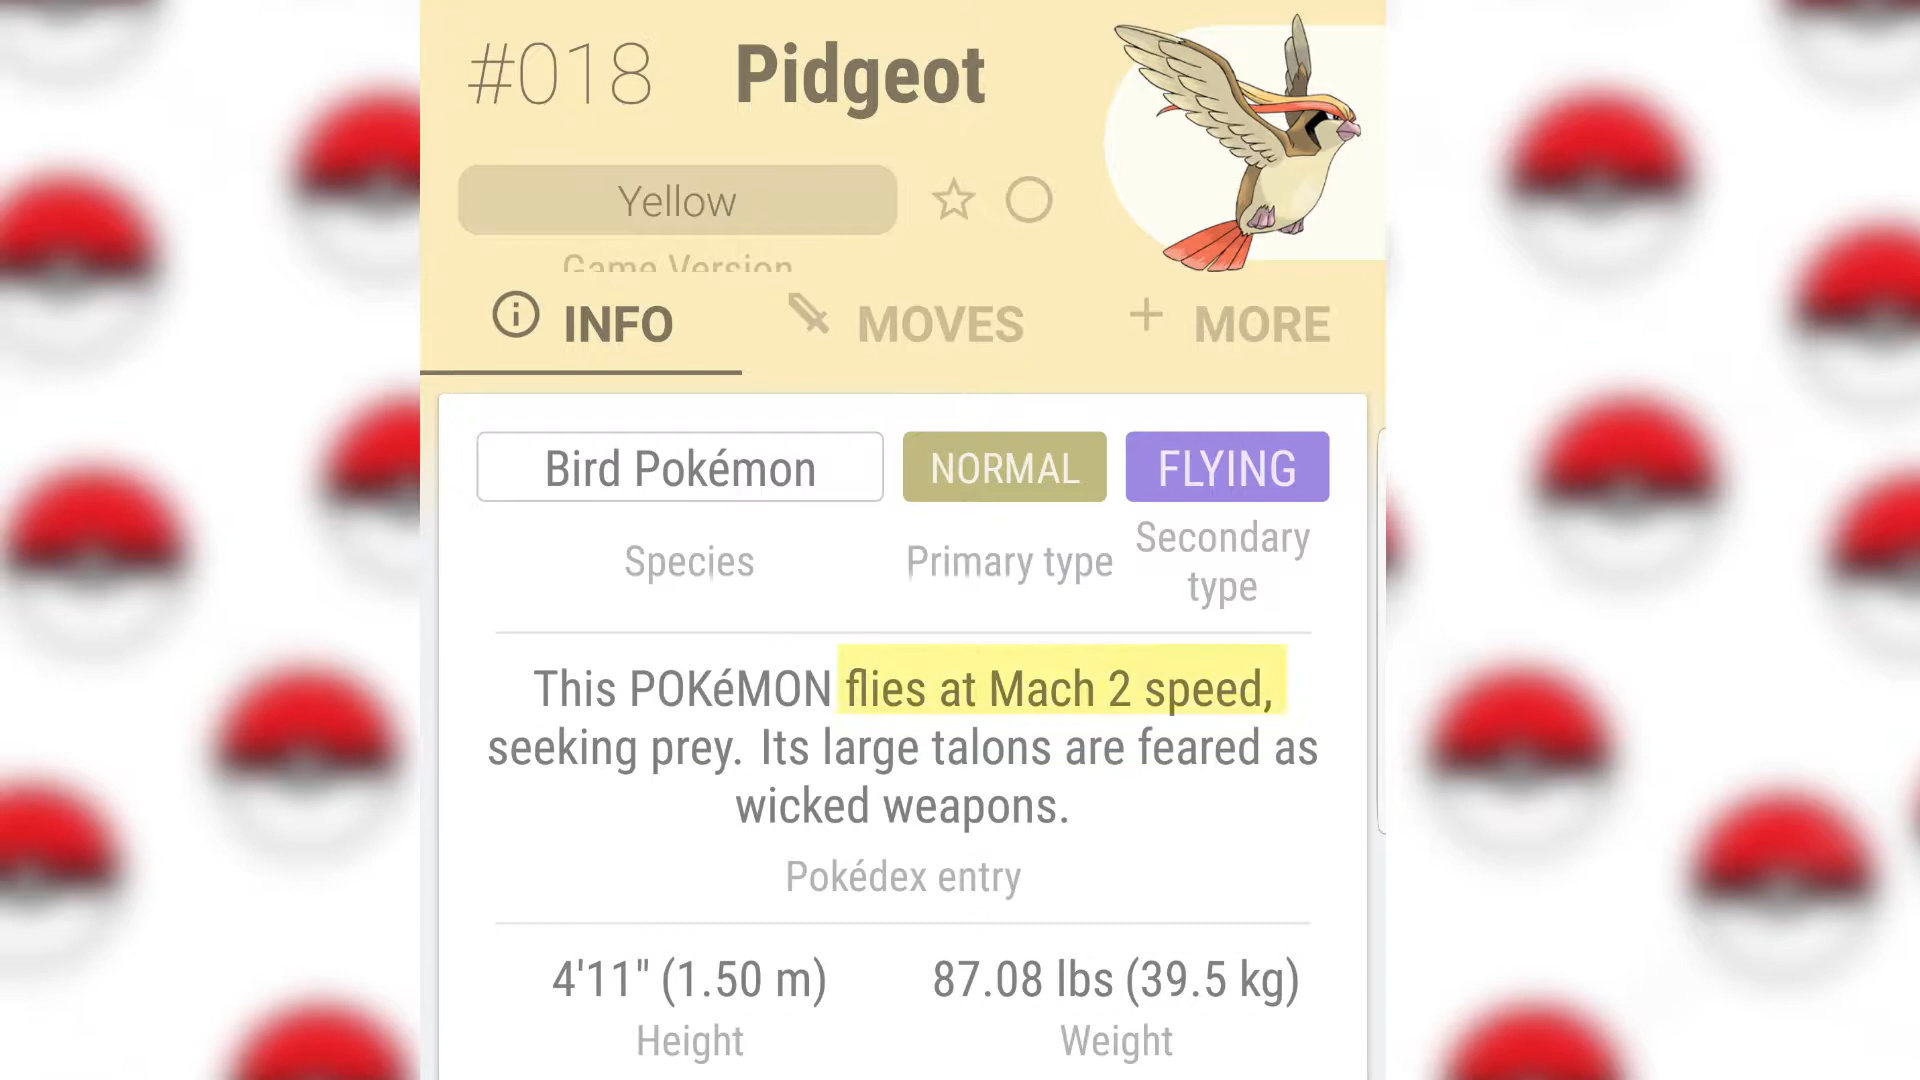 #018 Pidgeot
Yellow
Game Version
INFO MOVES MORE
Bird Pokémon NORMAL FLYING
Species Primary type Secondary type
This POKéMON flies at Mach 2 speed,
seeking prey. Its large talons are feared as
wicked weapons.
Pokédex entry
4'11" (1.50 m) 87.08 lbs (39.5 kg)
Height Weight